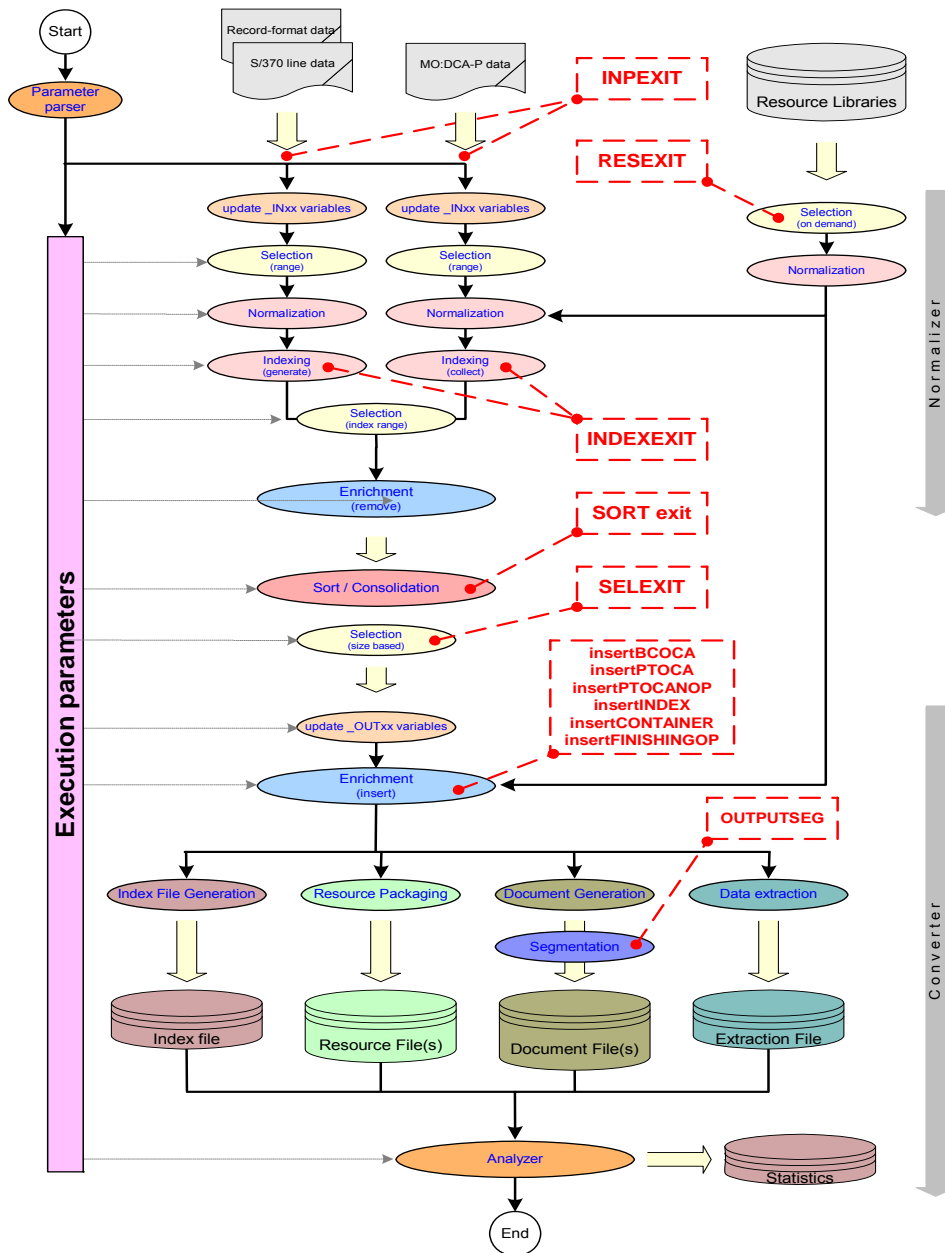 Start
Record-format data
S/370 line data
MO:DCA-P data
INPEXIT
Resource Libraries
Parameter
parser
RESEXIT
update _INxx variables
update _INxx variables
Selection
(on demand)
Selection
(range)
Selection
(range)
Normalization
Normalization
Normalization
Indexing
(generate)
Indexing
(collect)
Normalizer
Selection
(index range)
INDEXEXIT
Enrichment
(remove)
SORT exit
Sort / Consolidation
SELEXIT
Selection
(size based)
insertBCOCA
insertPTOCA
insertPTOCANOP
insertINDEX
insertCONTAINER
insertFINISHINGOP
Execution parameters
update _OUTxx variables
Enrichment
(insert)
OUTPUTSEG
Index File Generation
Resource Packaging
Document Generation
Data extraction
Segmentation
Converter
Index file
Resource File(s)
Document File(s)
Extraction File
Analyzer
Statistics
End